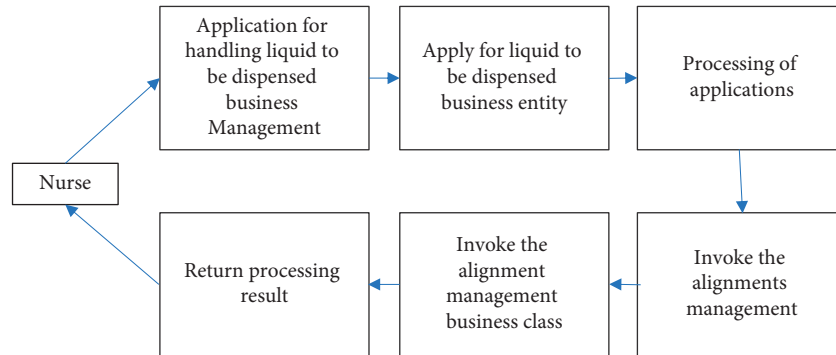 Application for
handling liquid to
be dispensed
business
Management
Apply for liquid to
be dispensed
business entity
Processing of
applications
Nurse
Return processing
result
Invoke the
alignment
management
business class
Invoke the
alignments
management